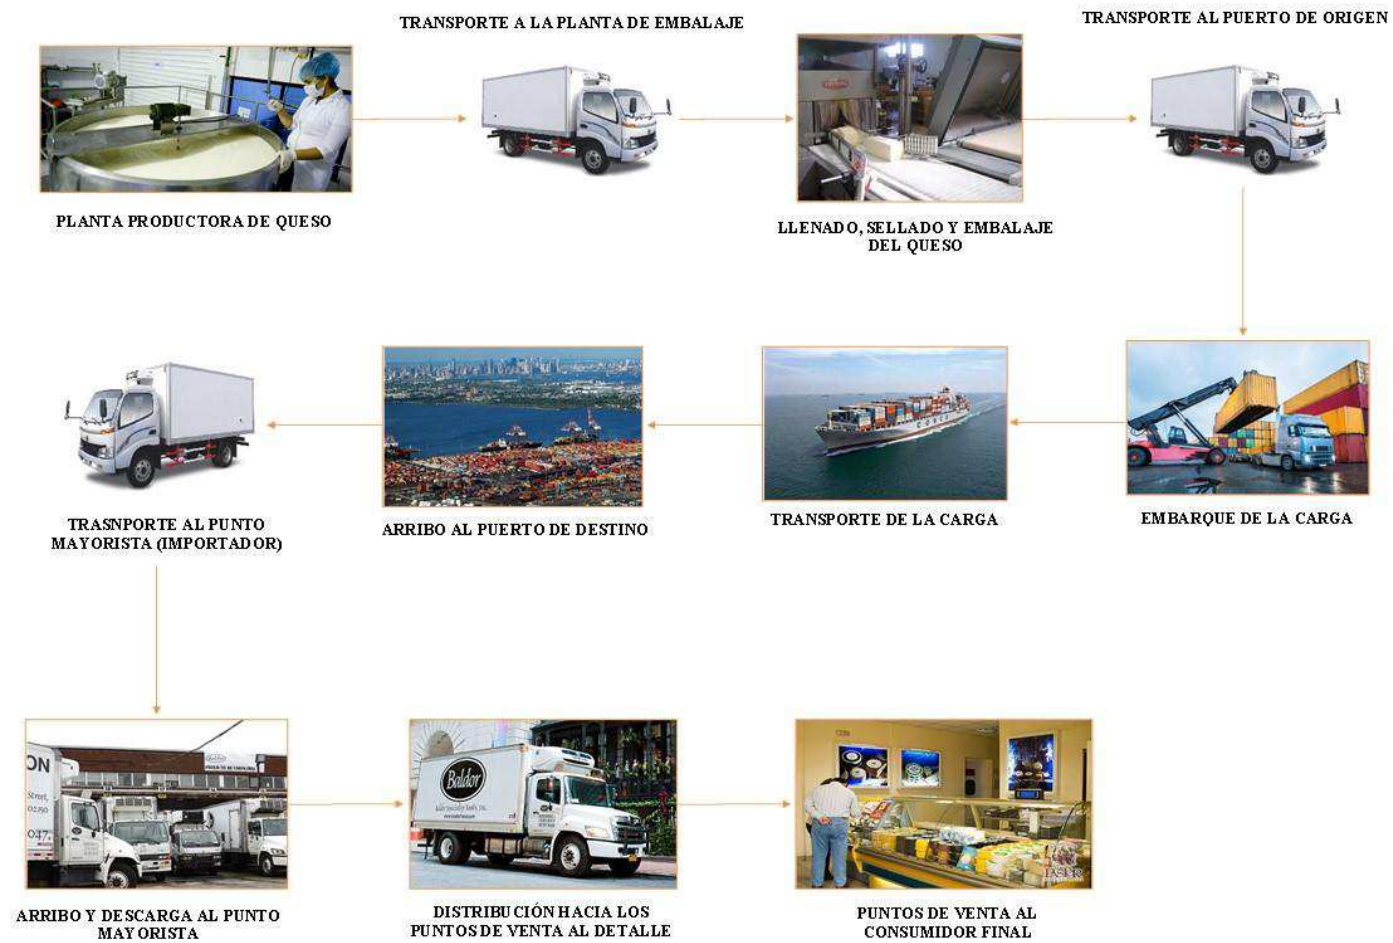 TRANSPORTE A LA PLANTA DE EMBALAJE
TRANSPORTE AL PUERTO DE ORIGEN
PLANTA PRODUCTORA DE QUESO
LLENADO, SELLADO Y EMBALAJE
DEL QUESO
TRASNPORTE AL PUNTO
MAYORISTA (IMPORTADOR)
ARRIBO AL PUERTO DE DESTINO
TRANSPORTE DE LA CARGA
EMBARQUE DE LA CARGA
ON
Street,
047.
Baldor
ARRIBO Y DESCARGA AL PUNTO
MAYORISTA
DISTRIBUCIÓN HACIA LOS
PUNTOS DE VENTA AL DETALLE
PUNTOS DE VENTA AL
CONSUMIDOR FINAL